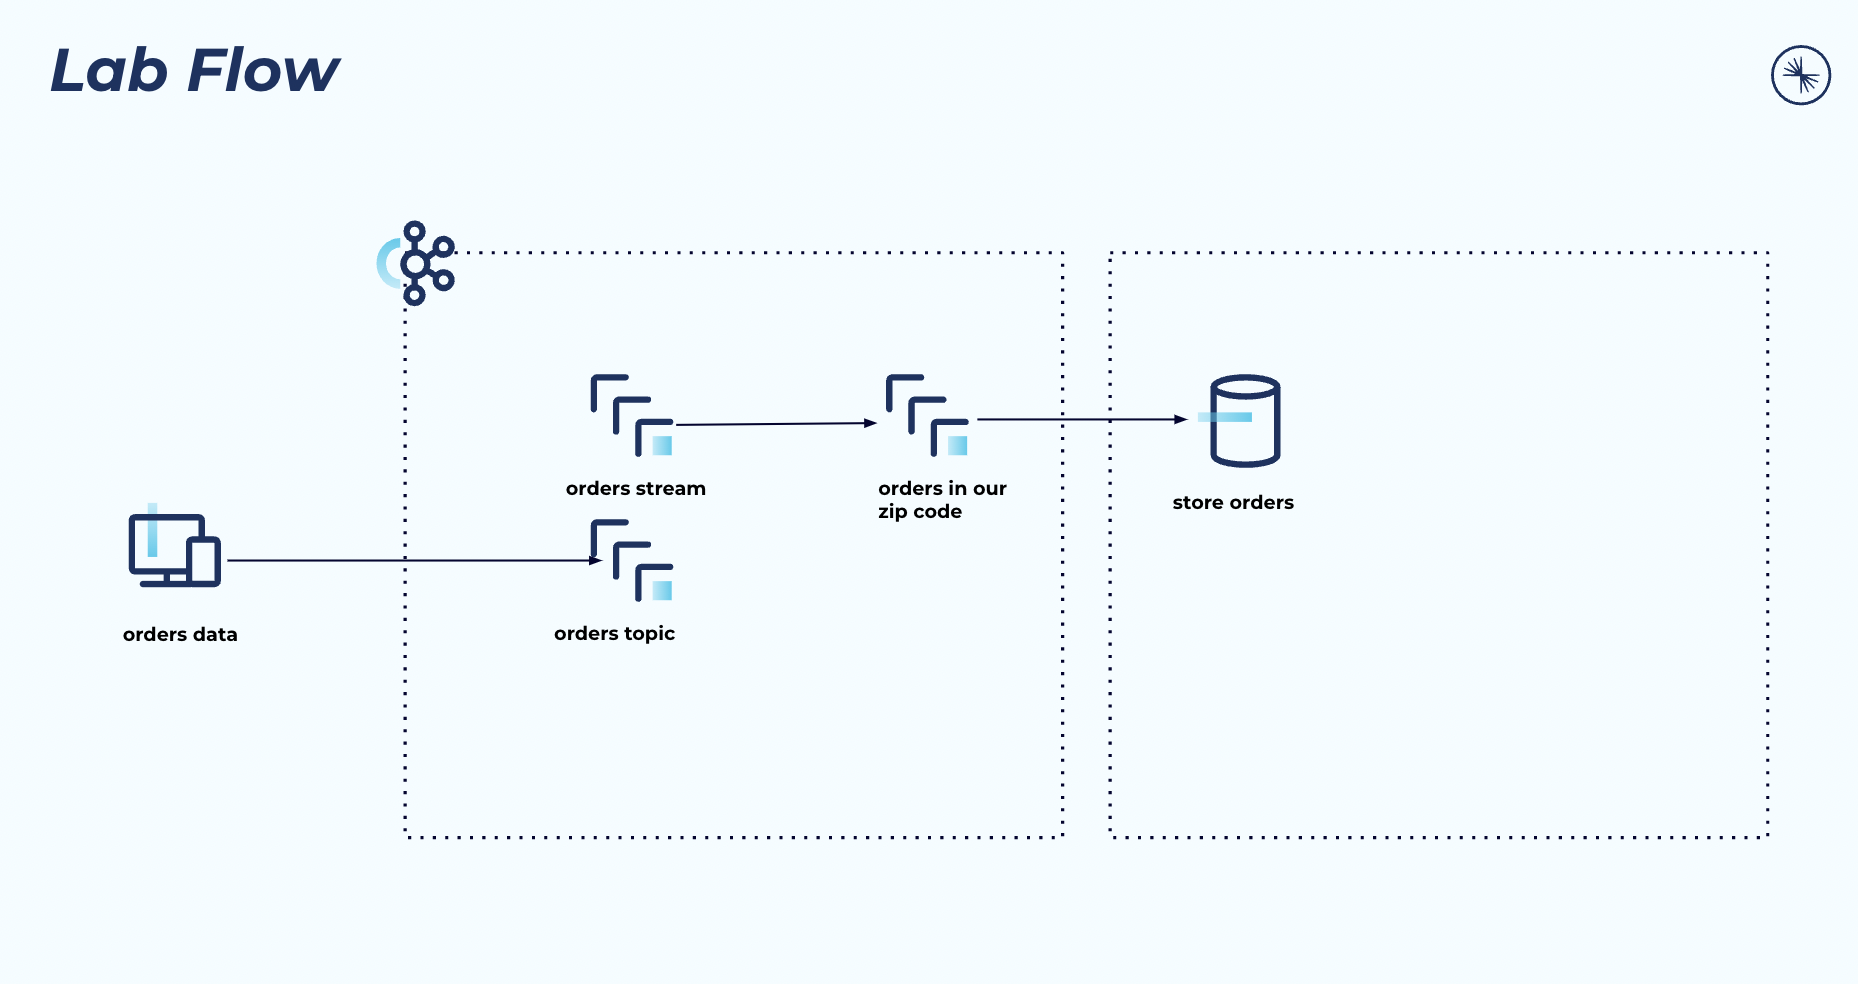 Lab Flow
orders stream
orders in our
zip code
store orders
orders data
orders topic